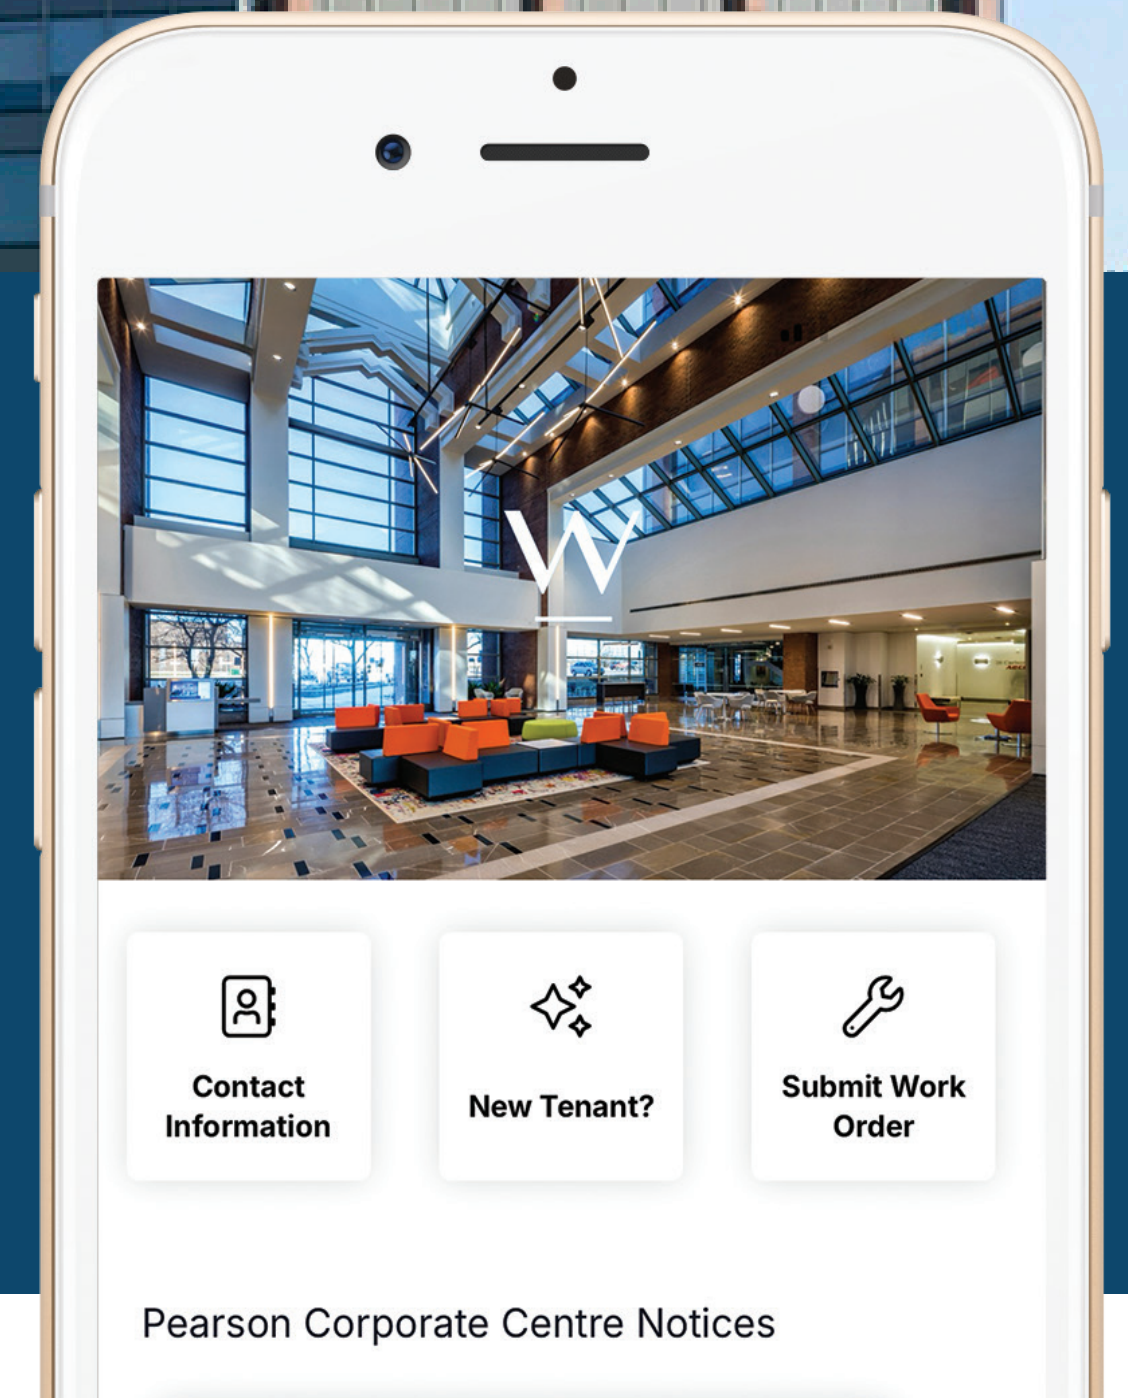 W
Contact
Information
New Tenant?
Submit Work
Order
Pearson Corporate Centre Notices